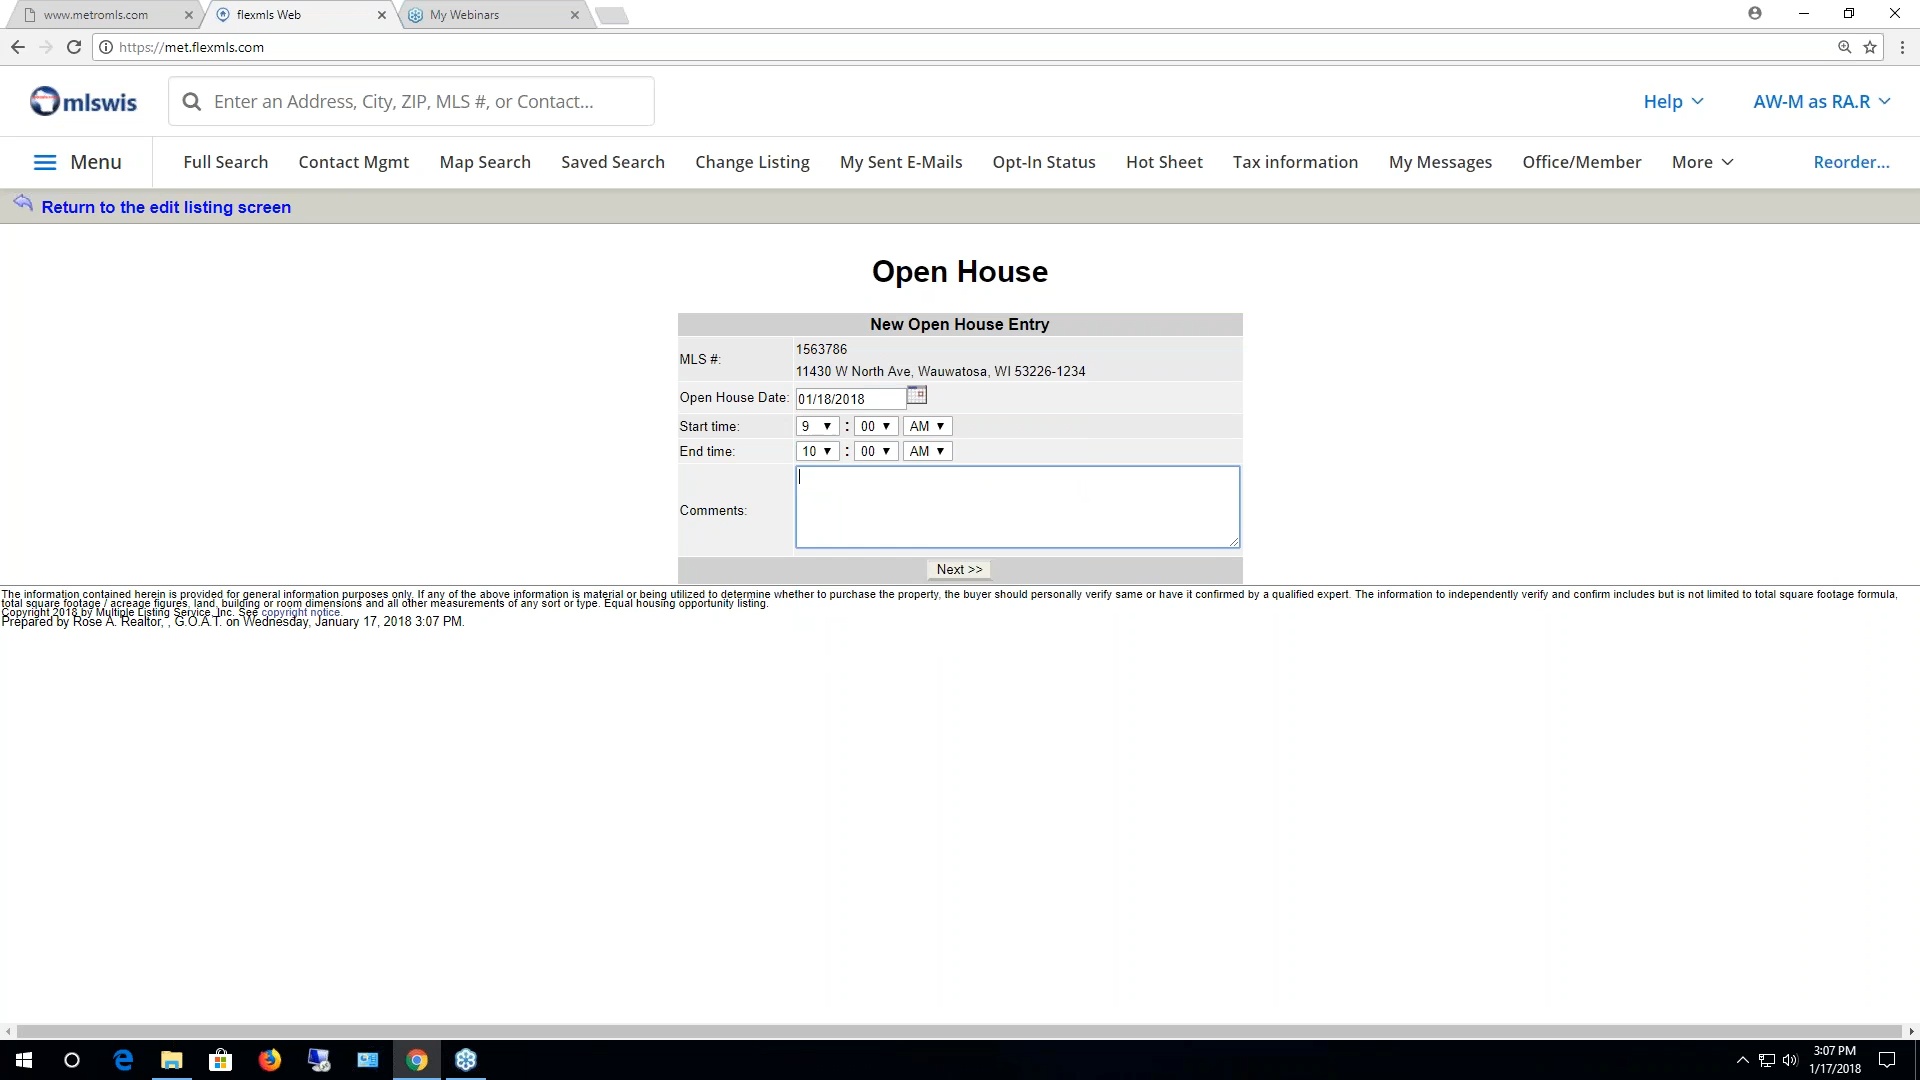 www.metromls.com
flexmls Web
My Webinars
https://met.flexmls.com
mlswis
Enter an Address, City, ZIP, MLS #, or Contact...
Help
AW-M as RA.R
Menu
Full Search
Contact Mgmt
Map Search
Saved Search
Change Listing
My Sent E-Mails
Opt-In Status
Hot Sheet
Tax information
My Messages
Office/Member
More
Reorder...
Return to the edit listing screen
Open House
New Open House Entry
MLS #:
1563786
11430 W North Ave, Wauwatosa, WI 53226-1234
Open House Date: 01/18/2018
Start time: 9 : 00 AM
End time: 10 : 00 AM
Comments:
Next >>
The information contained herein is provided for general information purposes only. If any of the above information is material or being utilized to determine whether to purchase the property, the buyer should personally verify same or have it confirmed by a qualified expert. The information to independently verify and confirm includes but is not limited to total square footage formula,
total square footage / acreage figures, land, building or room dimensions and all other measurements of any sort or type. Equal housing opportunity listing.
Copyright 2018 by Multiple Listing Service, Inc. See copyright notice.
Prepared by Rose A. Realtor, , G.O.A.T. on Wednesday, January 17, 2018 3:07 PM.
3:07 PM
1/17/2018